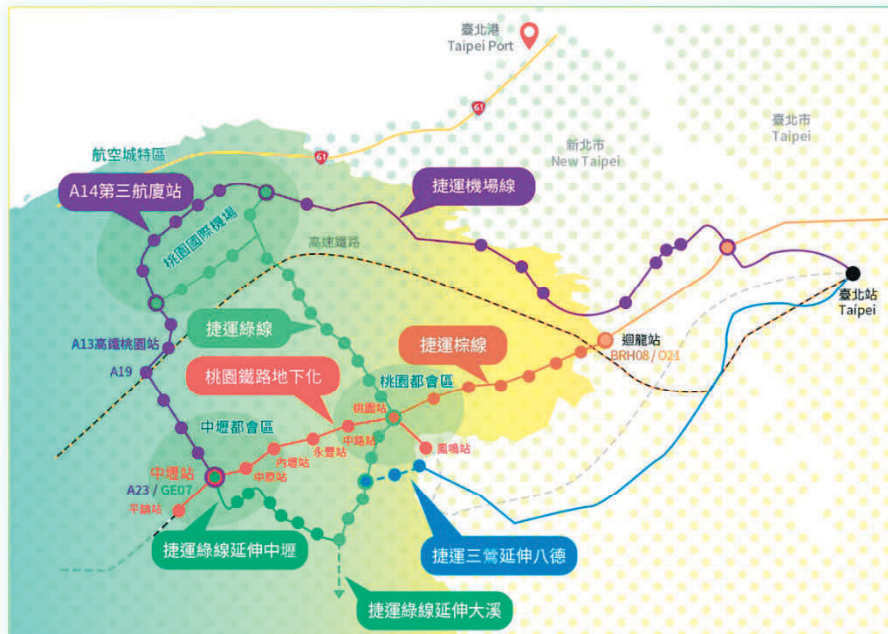 臺北港
Taipei Port
61
臺北市
Taipei
新北市
New Taipei
61
航空城特區
A14第三航廈站
捷運機場線
桃園國際機場
高速鐵路
臺北站
Taipei
捷運綠線
A13高鐵桃園站
迴龍站
BRH08 / O21
捷運棕線
A19
桃園鐵路地下化
桃園都會區
桃園站
中壢都會區
中路站
永豐站
內壢站
中原站
鳳鳴站
中壢站
A23 / GE07
平鎮站
捷運綠線延伸中壢
捷運三鶯延伸八德
捷運綠線延伸大溪